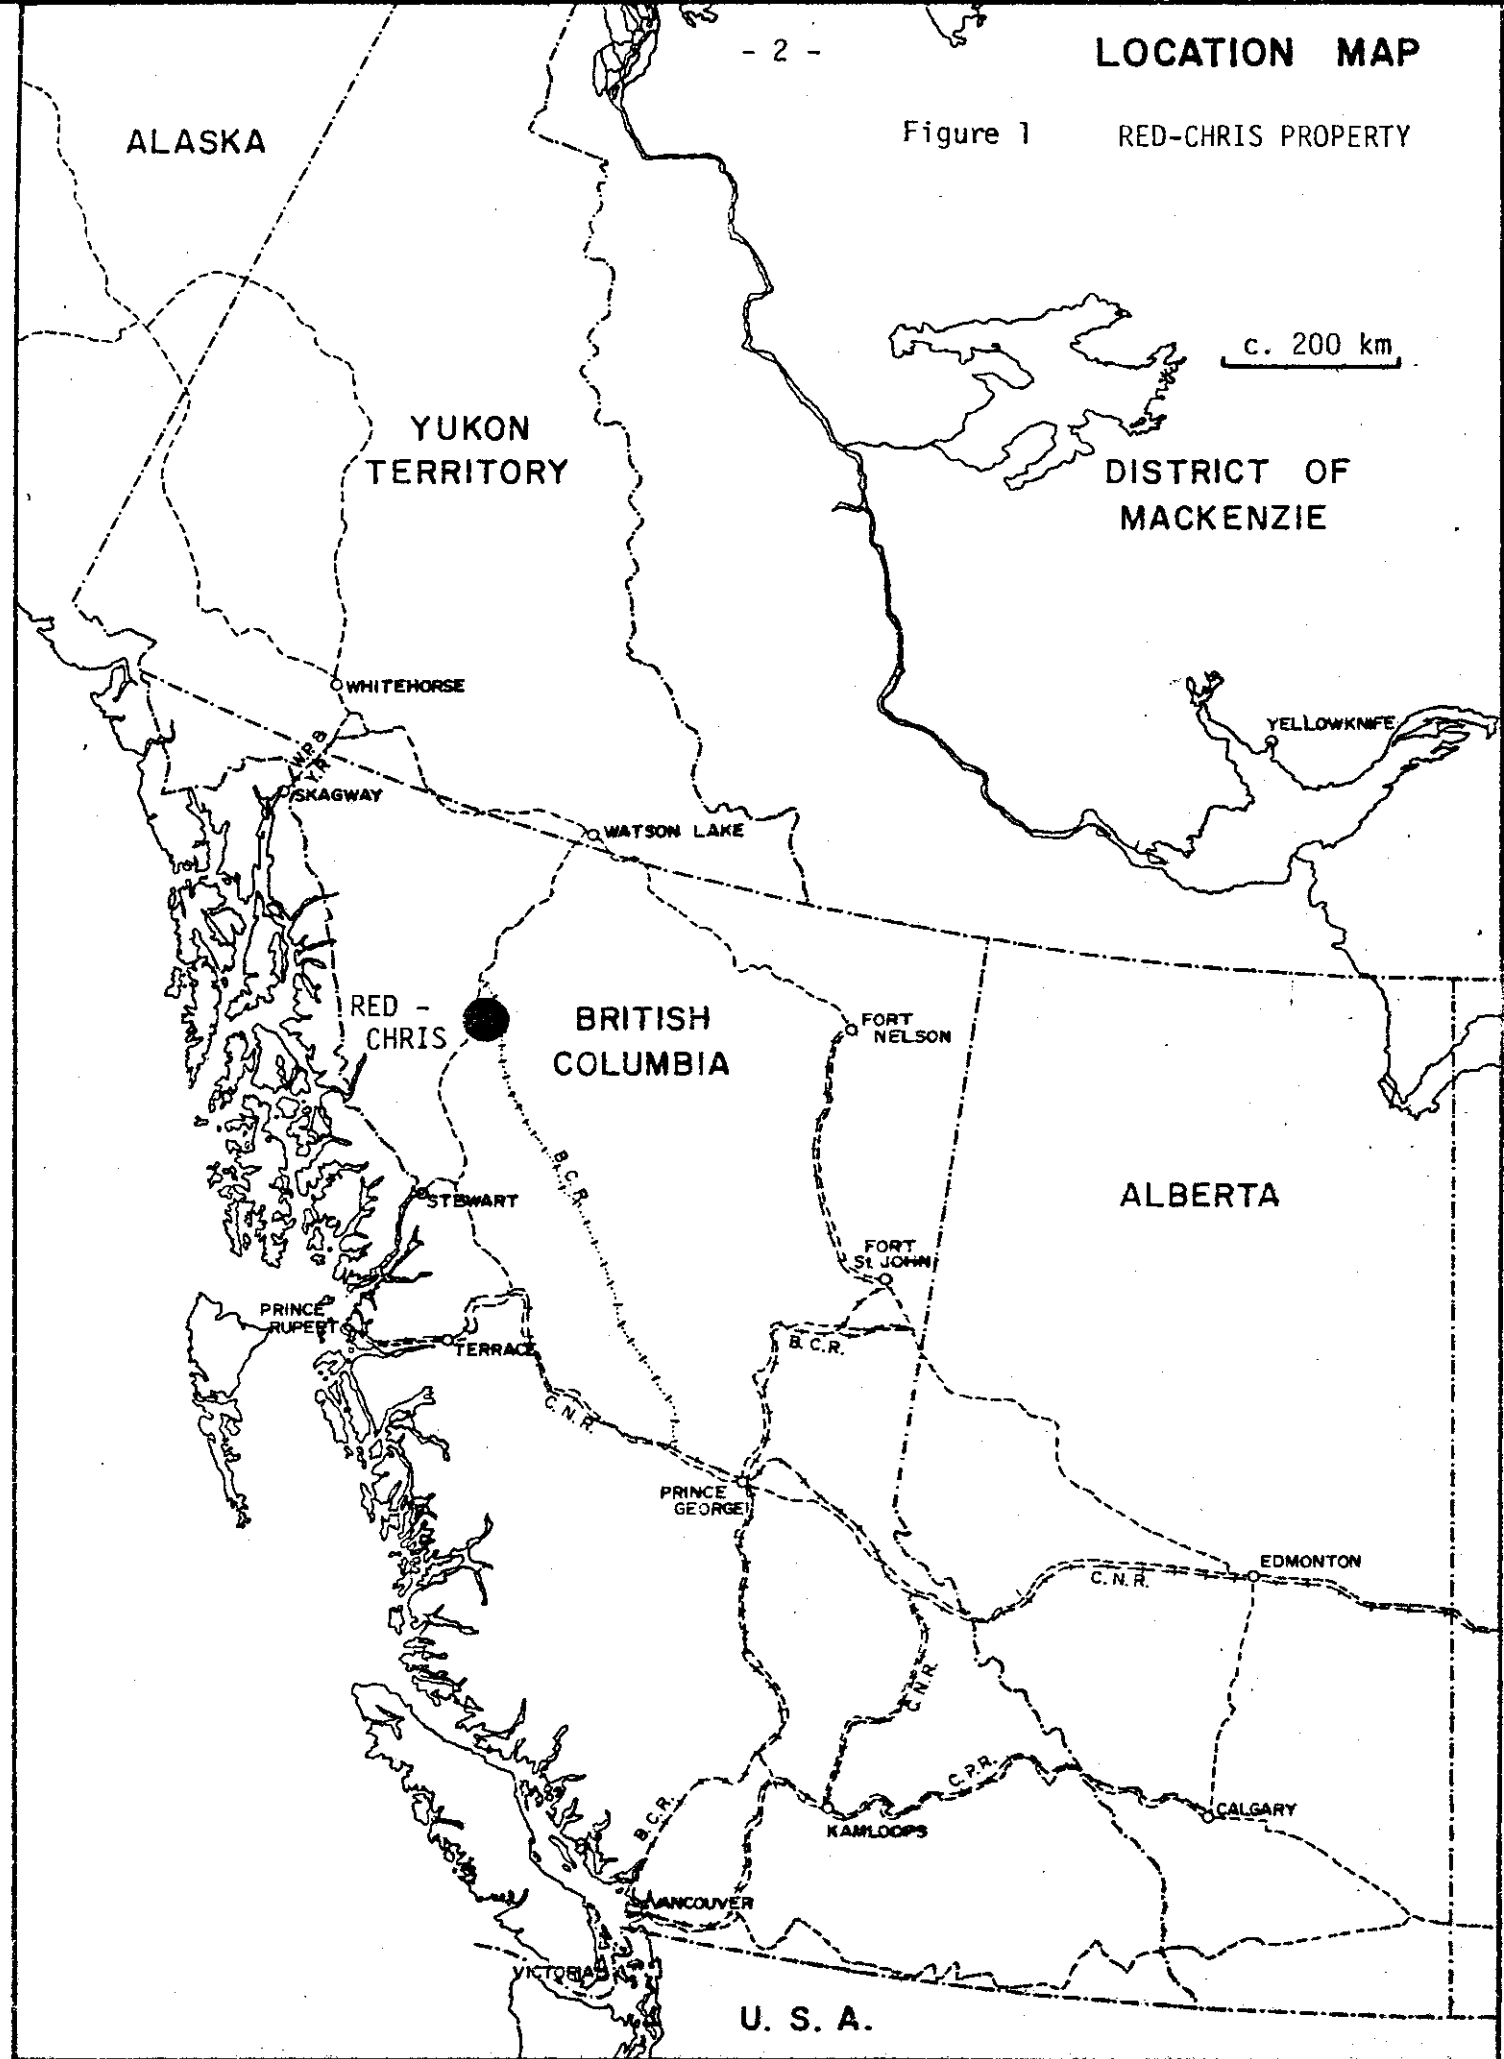 - 2 -
LOCATION MAP
Figure 1 RED-CHRIS PROPERTY
ALASKA
c. 200 km
YUKON
TERRITORY
DISTRICT OF
MACKENZIE
WHITEHORSE
YELLOWKNIFE
W.P. &
Y.R.
SKAGWAY
WATSON LAKE
RED -
CHRIS
BRITISH
COLUMBIA
FORT
NELSON
B.C.R.
STEWART
ALBERTA
FORT
St. JOHN
PRINCE
RUPERT
TERRACE
B.C.R.
C.N.R.
PRINCE
GEORGE
EDMONTON
C.N.R.
C.N.R.
C.P.R.
B.C.R.
KAMLOOPS
CALGARY
VANCOUVER
VICTORIA
U. S. A.